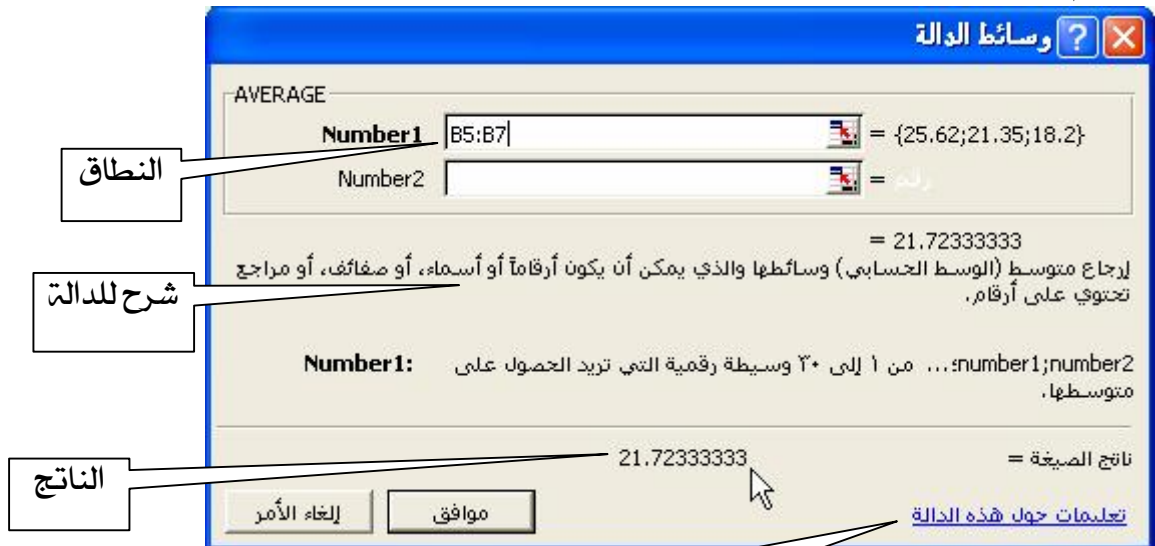 وسائط الدالة
AVERAGE
Number1 B5:B7 = {25.62;21.35;18.2}
النطاق
Number2 = رقم
= 21.72333333
إرجاع متوسط (الوسط الحسابي) وسائطها والذي يمكن أن يكون أرقاماً أو أسماء، أو صفائف، أو مراجع
تحتوي على أرقام.
شرح للدالة
Number1: number1;number2;... من ١ إلى ٣٠ وسيطة رقمية التي تريد الحصول على
متوسطها.
ناتج الصيغة = 21.72333333
الناتج
تعليمات حول هذه الدالة
موافق
إلغاء الأمر